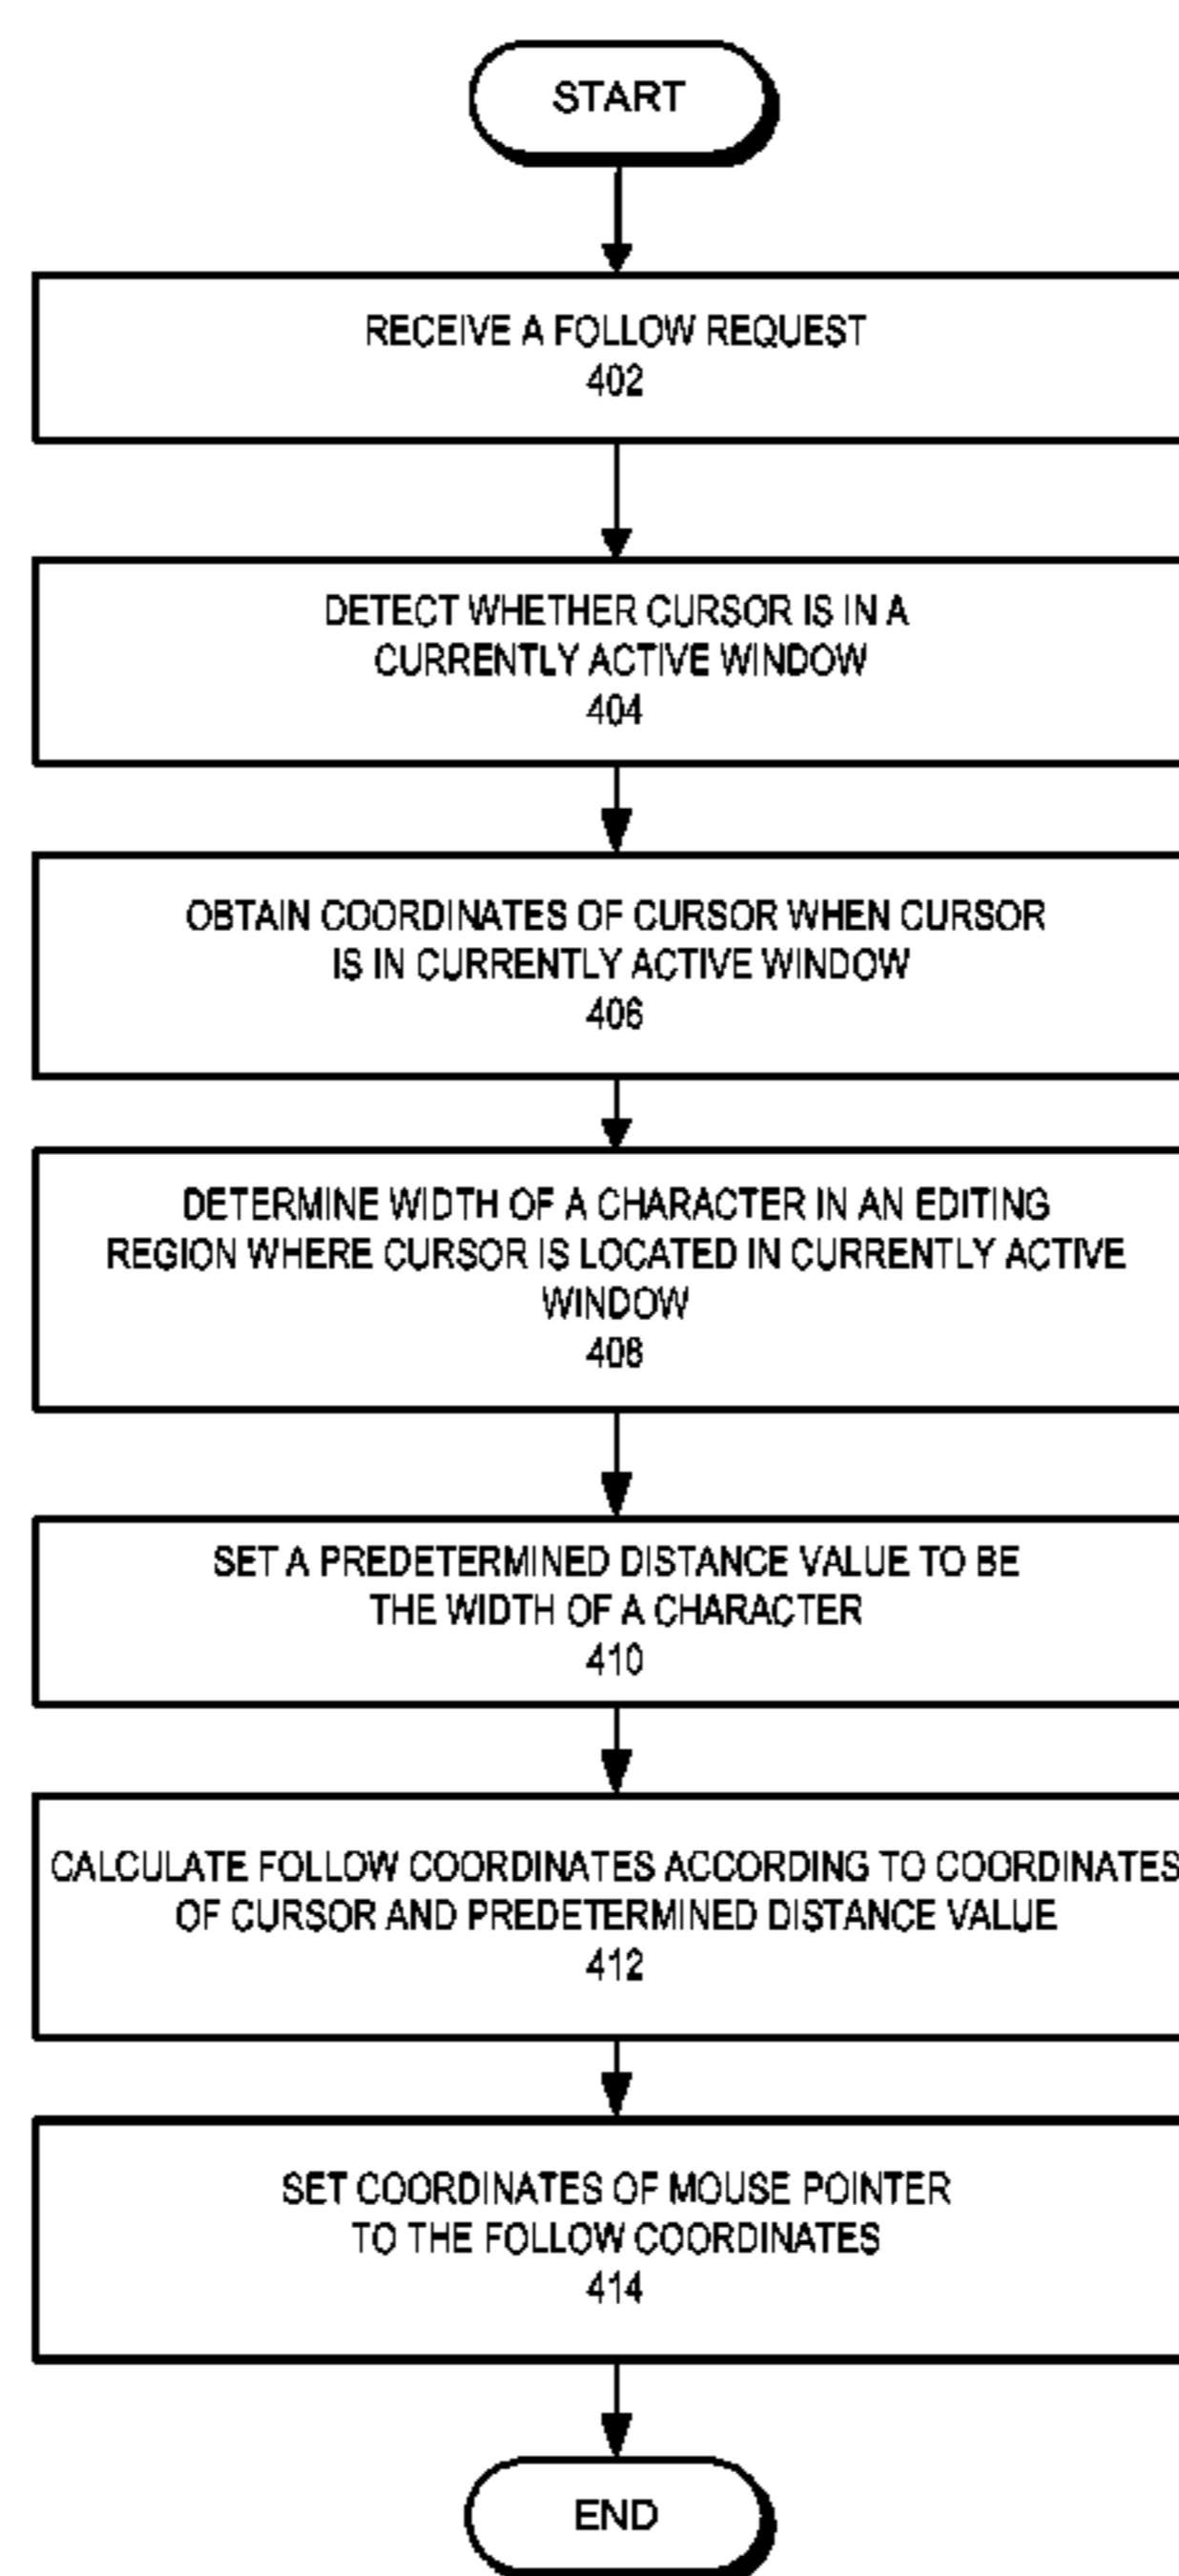 START
RECEIVE A FOLLOW REQUEST
402
DETECT WHETHER CURSOR IS IN A
CURRENTLY ACTIVE WINDOW
404
OBTAIN COORDINATES OF CURSOR WHEN CURSOR
IS IN CURRENTLY ACTIVE WINDOW
406
DETERMINE WIDTH OF A CHARACTER IN AN EDITING
REGION WHERE CURSOR IS LOCATED IN CURRENTLY ACTIVE
WINDOW
408
SET A PREDETERMINED DISTANCE VALUE TO BE
THE WIDTH OF A CHARACTER
410
CALCULATE FOLLOW COORDINATES ACCORDING TO COORDINATES
OF CURSOR AND PREDETERMINED DISTANCE VALUE
412
SET COORDINATES OF MOUSE POINTER
TO THE FOLLOW COORDINATES
414
END